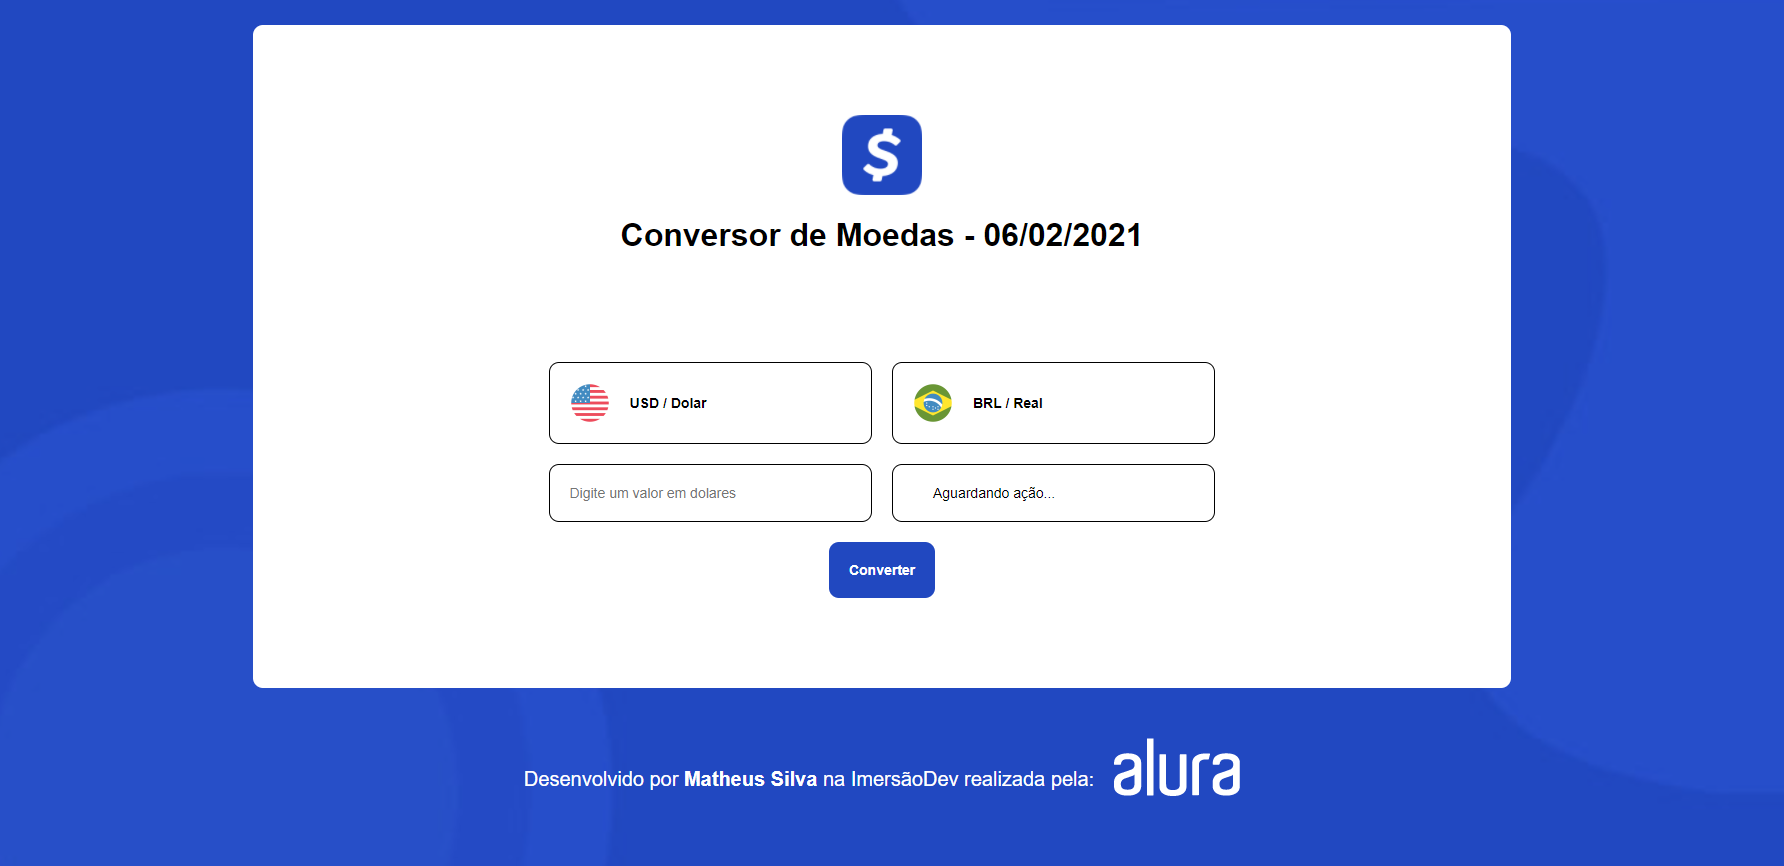 $
Conversor de Moedas - 06/02/2021
USD / Dolar
BRL / Real
Digite um valor em dolares
Aguardando ação...
Converter
Desenvolvido por Matheus Silva na ImersãoDev realizada pela: alura